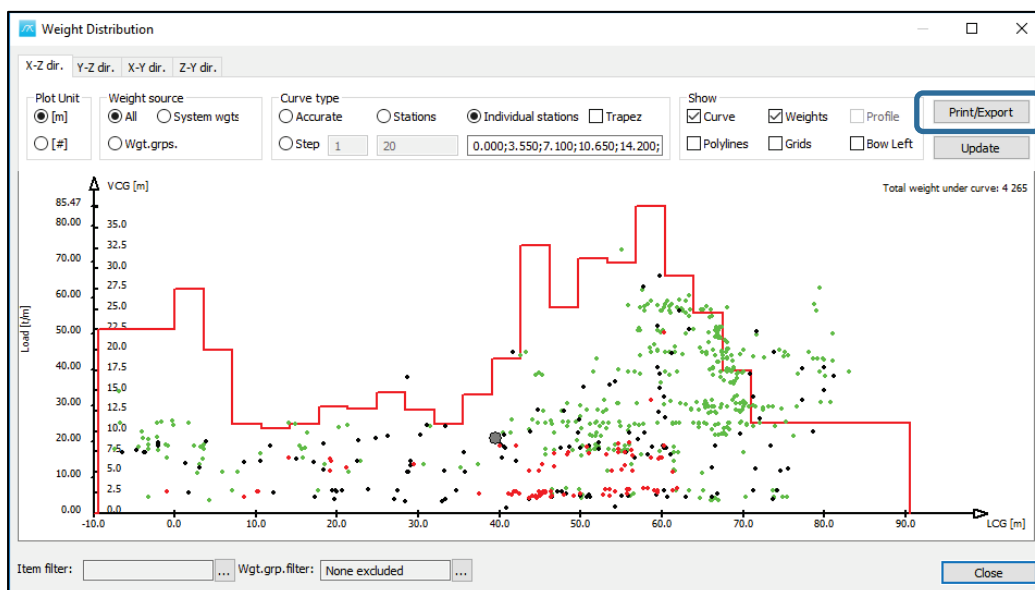 Weight Distribution
X-Z dir. Y-Z dir. X-Y dir. Z-Y dir.
Plot Unit Weight source Curve type Show
[m] All System wgts Accurate Stations Individual stations Trapez Curve Weights Profile Print/Export
[#] Wgt.grps. Step 1 20 0.000;3.550;7.100;10.650;14.200; Polylines Grids Bow Left Update
VCG [m]
Total weight under curve: 4 265
85.47
80.00 35.0
32.5
70.00 30.0
27.5
60.00 25.0
22.5
50.00 20.0
17.5
40.00 15.0
12.5
30.00 10.0
7.5
20.00 5.0
2.5
10.00 0.0
0.00
Load [t/m]
-10.0 0.0 10.0 20.0 30.0 40.0 50.0 60.0 70.0 80.0 90.0 LCG [m]
Item filter: ... Wgt.grp.filter: None excluded ... Close